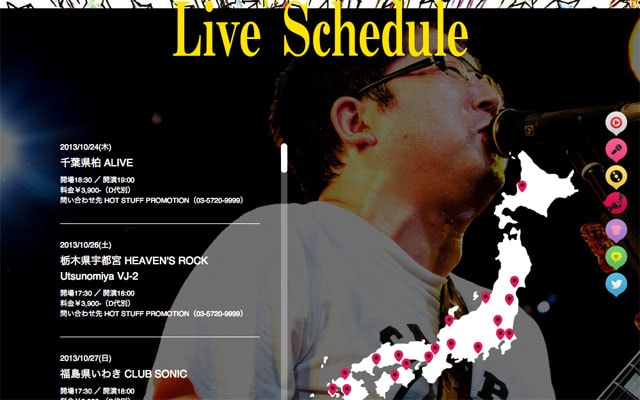 Live Schedule
2013/10/24(木)
千葉県柏 ALIVE
開場18:30 ／ 開演19:00
料金￥3,900-（D代別）
問い合わせ先 HOT STUFF PROMOTION（03-5720-9999）
2013/10/26(土)
栃木県宇都宮 HEAVEN'S ROCK
Utsunomiya VJ-2
開場17:30 ／ 開演18:00
料金￥3,900-（D代別）
問い合わせ先 HOT STUFF PROMOTION（03-5720-9999）
2013/10/27(日)
福島県いわき CLUB SONIC
開場17:30 ／ 開演18:00